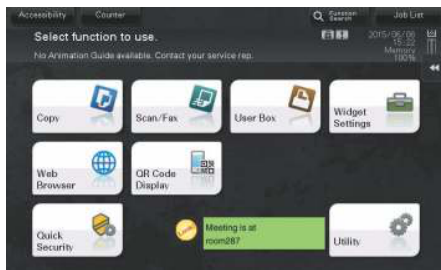 Accessibility Counter Function Search Job List
Select function to use.
2015/06/08
15:22
Memory
100%
No Animation Guide available. Contact your service rep.
Copy
Scan/Fax
User Box
Widget
Settings
Web
Browser
QR Code
Display
Quick
Security
Meeting is at
room287
Utility